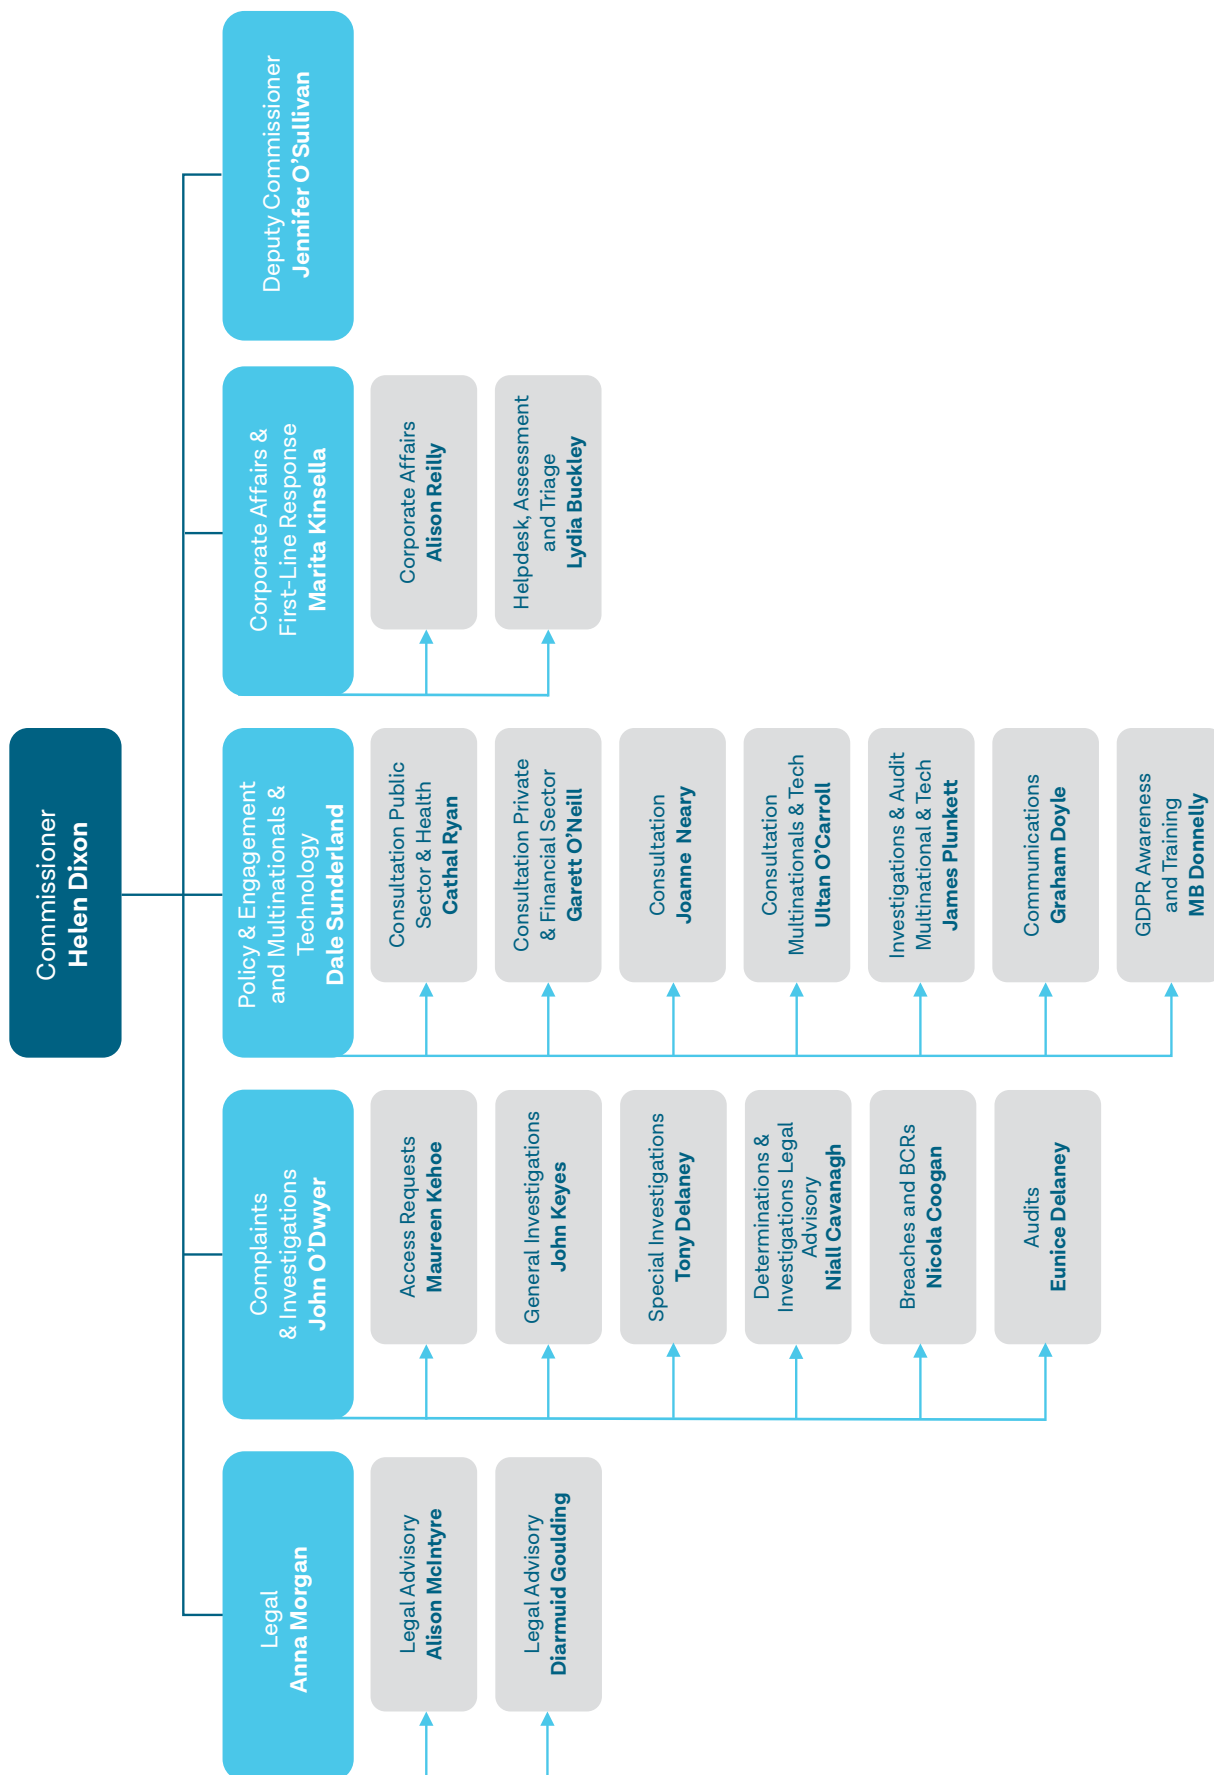 Commissioner
Helen Dixon
Legal
Anna Morgan
Legal Advisory
Alison McIntyre
Legal Advisory
Diarmuid Goulding
Complaints
& Investigations
John O’Dwyer
Access Requests
Maureen Kehoe
General Investigations
John Keyes
Special Investigations
Tony Delaney
Determinations &
Investigations Legal
Advisory
Niall Cavanagh
Breaches and BCRs
Nicola Coogan
Audits
Eunice Delaney
Policy & Engagement
and Multinationals &
Technology
Dale Sunderland
Consultation Public
Sector & Health
Cathal Ryan
Consultation Private
& Financial Sector
Garett O’Neill
Consultation
Joanne Neary
Consultation
Multinationals & Tech
Ultan O’Carroll
Investigations & Audit
Multinational & Tech
James Plunkett
Communications
Graham Doyle
GDPR Awareness
and Training
MB Donnelly
Corporate Affairs &
First-Line Response
Marita Kinsella
Corporate Affairs
Alison Reilly
Helpdesk, Assessment
and Triage
Lydia Buckley
Deputy Commissioner
Jennifer O’Sullivan